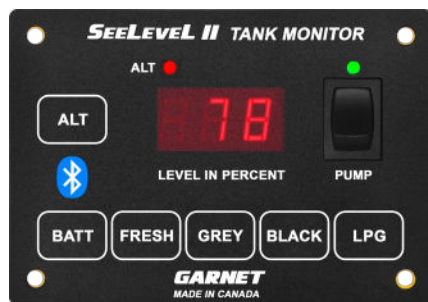 SEELEVEL II TANK MONITOR
ALT
ALT
78
LEVEL IN PERCENT
PUMP
BATT FRESH GREY BLACK LPG
GARNET
MADE IN CANADA